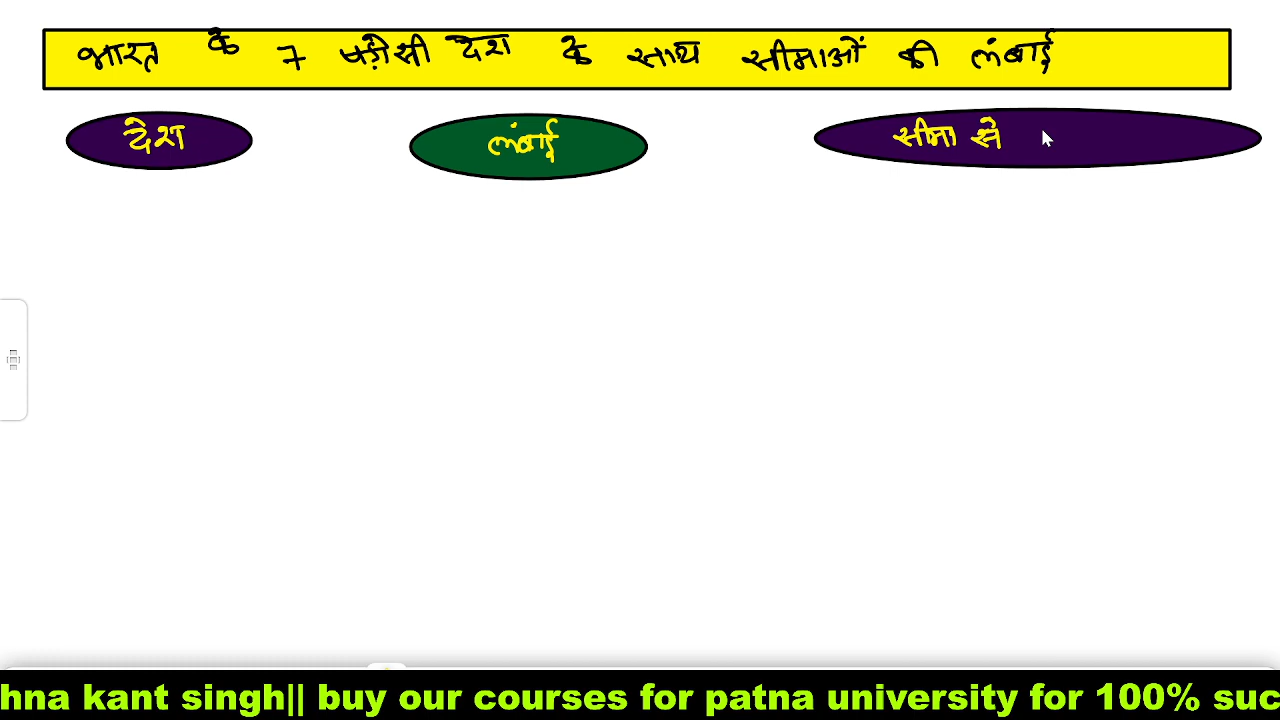 भारत के 7 पड़ोसी देश के साथ सीमाओं की लंबाई
देश
लंबाई
सीमा से
hna kant singh|| buy our courses for patna university for 100% suc